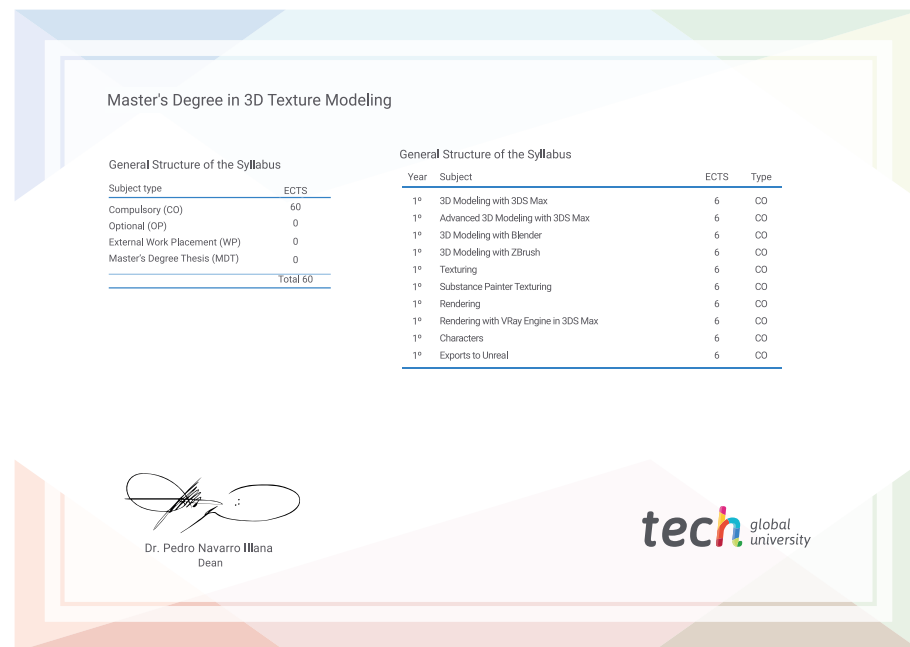 Master's Degree in 3D Texture Modeling
General Structure of the Syllabus
Subject type ECTS
Compulsory (CO) 60
Optional (OP) 0
External Work Placement (WP) 0
Master's Degree Thesis (MDT) 0
Total 60
General Structure of the Syllabus
Year Subject ECTS Type
1º 3D Modeling with 3DS Max 6 CO
1º Advanced 3D Modeling with 3DS Max 6 CO
1º 3D Modeling with Blender 6 CO
1º 3D Modeling with ZBrush 6 CO
1º Texturing 6 CO
1º Substance Painter Texturing 6 CO
1º Rendering 6 CO
1º Rendering with VRay Engine in 3DS Max 6 CO
1º Characters 6 CO
1º Exports to Unreal 6 CO
Dr. Pedro Navarro Illana
Dean
tech global
university